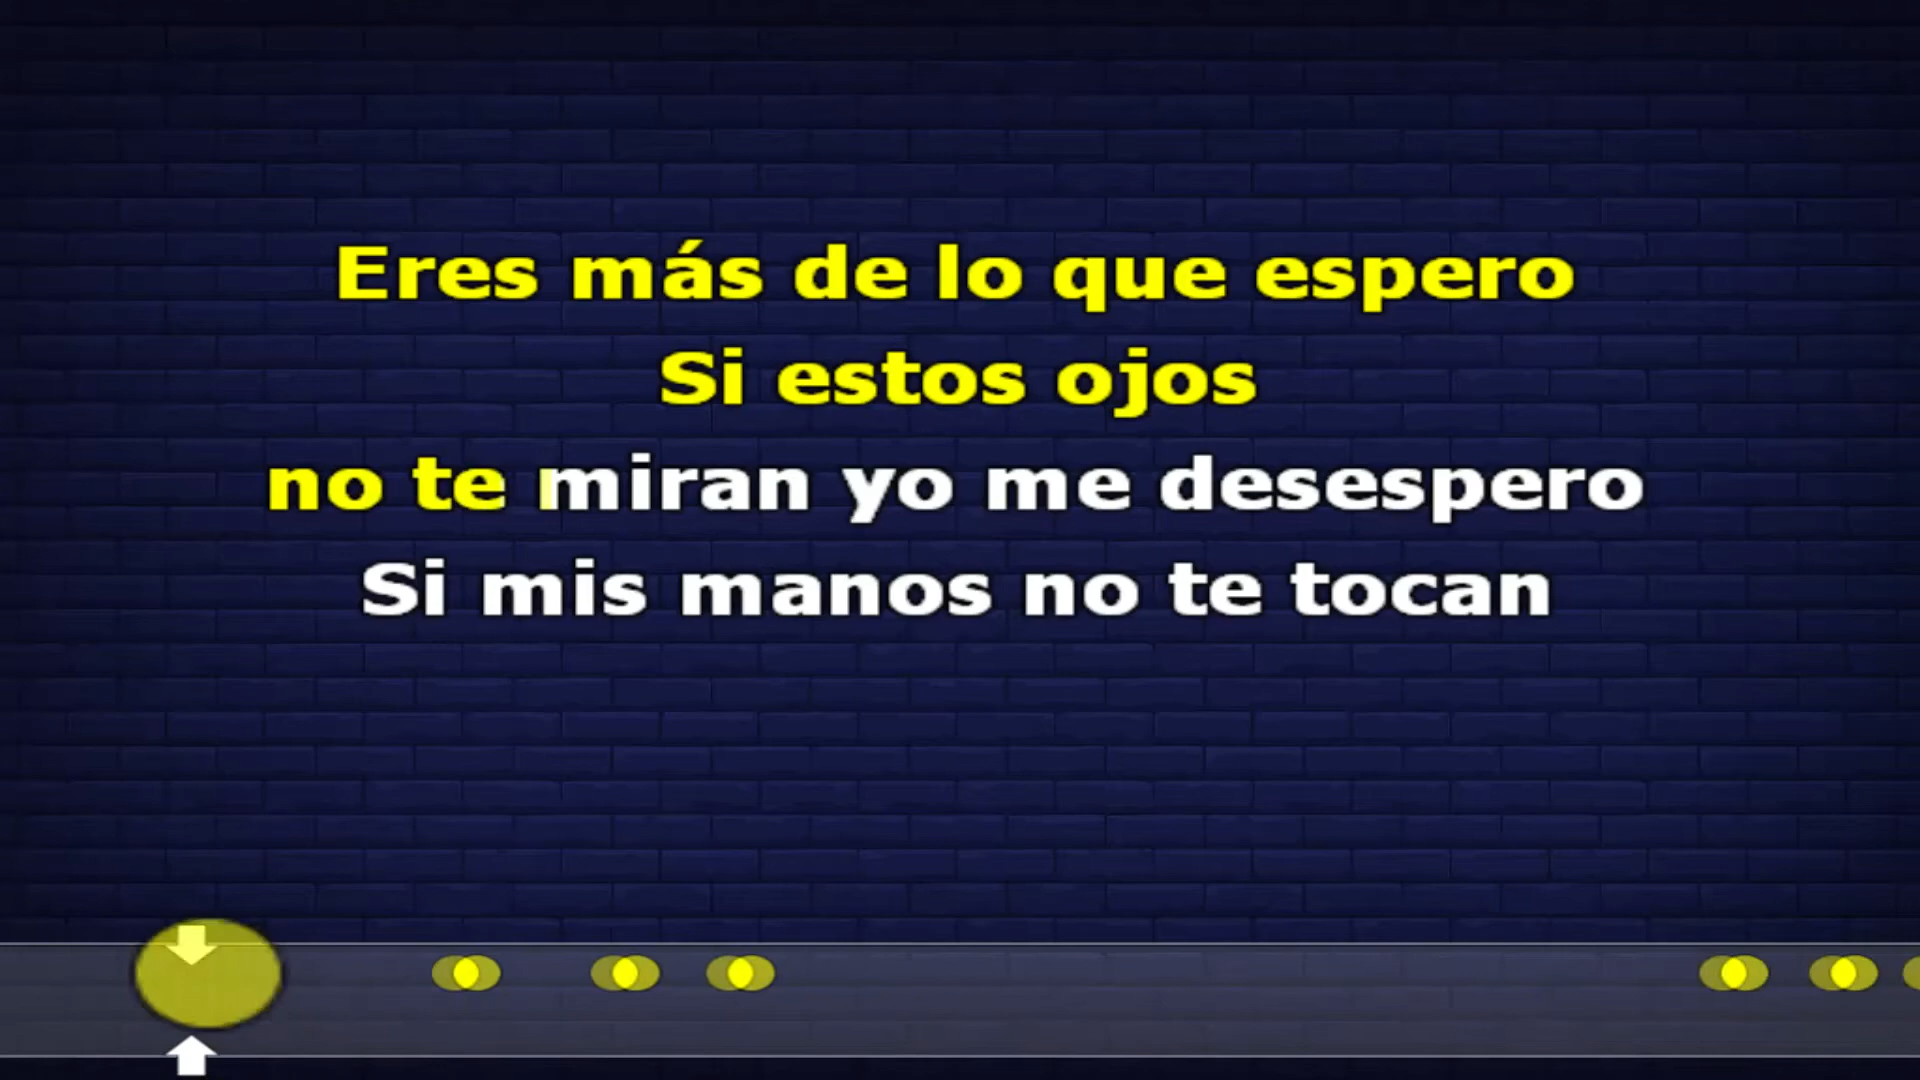 Eres más de lo que espero
Si estos ojos
no te miran yo me desespero
Si mis manos no te tocan